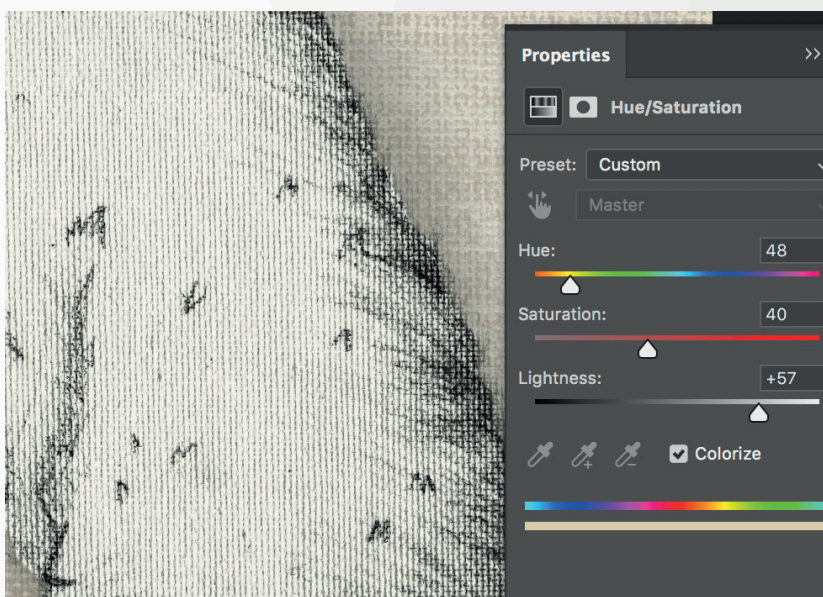 Properties
Hue/Saturation
Preset: Custom
Master
Hue: 48
Saturation: 40
Lightness: +57
Colorize